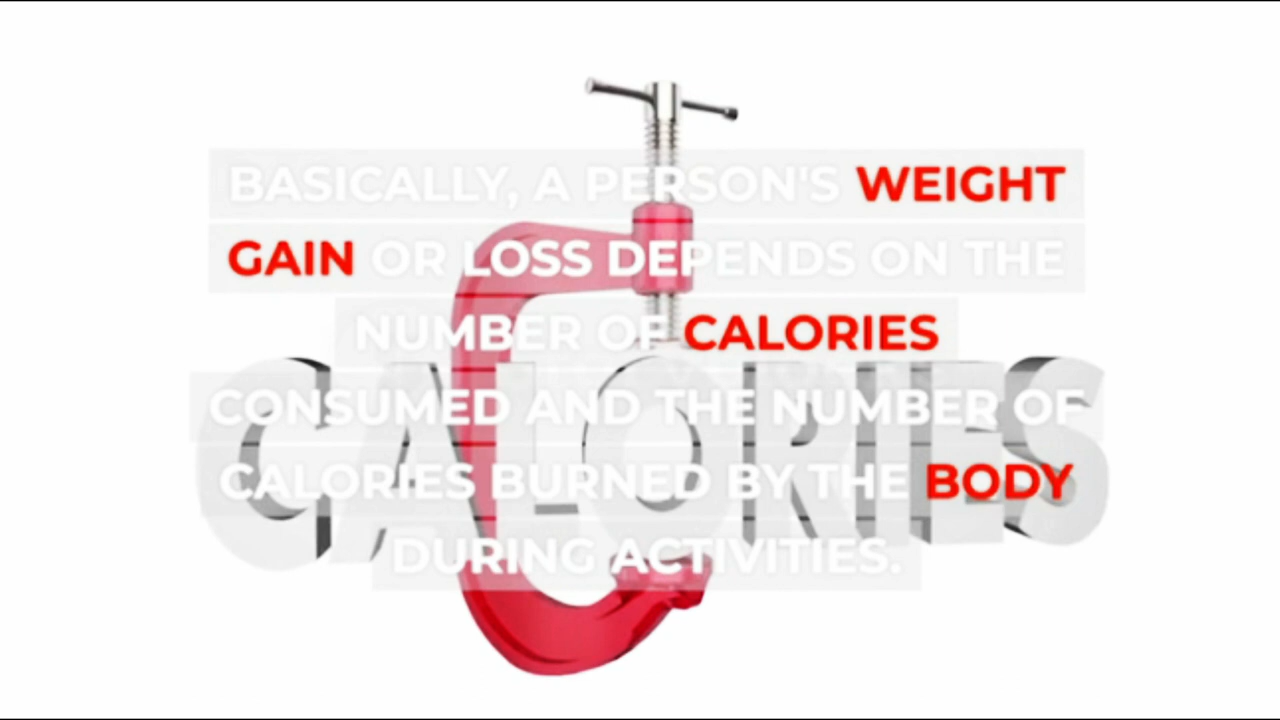 BASICALLY, A PERSON'S WEIGHT
GAIN OR LOSS DEPENDS ON THE
NUMBER OF CALORIES
CONSUMED AND THE NUMBER OF
CALORIES BURNED BY THE BODY
DURING ACTIVITIES.
CALORIES